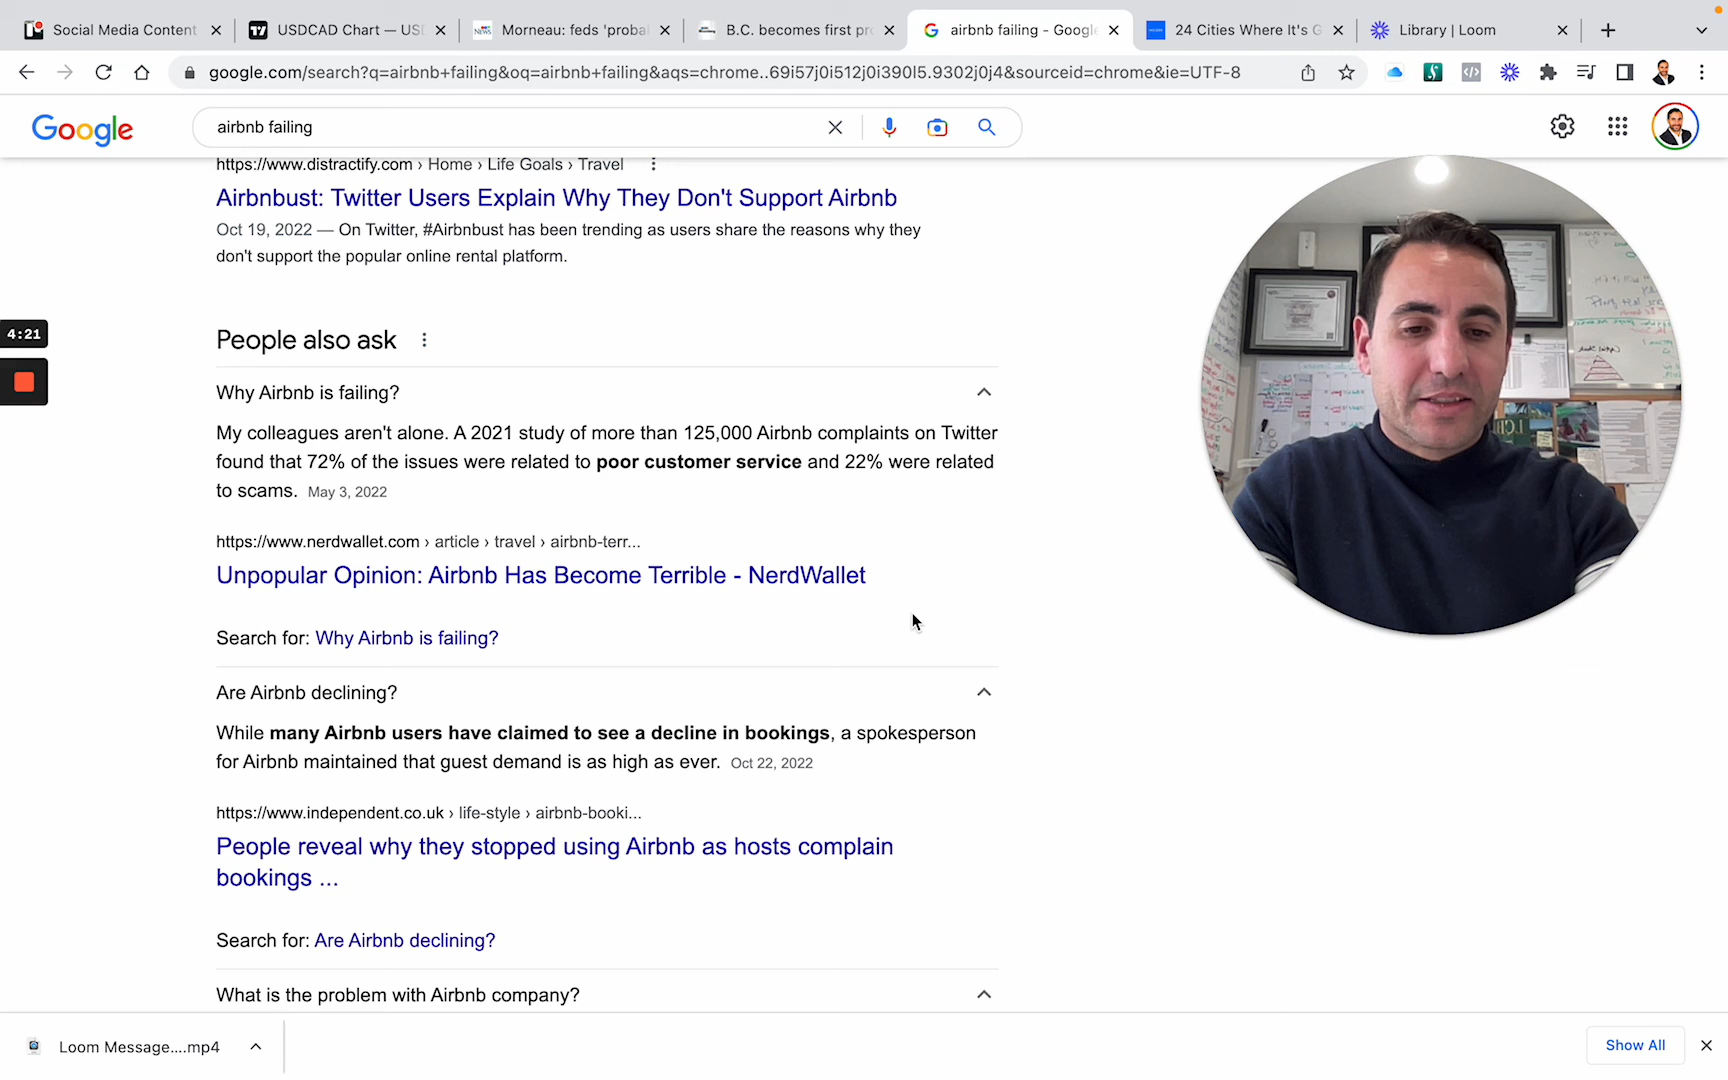 Social Media Content
USDCAD Chart — US
Morneau: feds 'probal
B.C. becomes first pro
airbnb failing - Google
24 Cities Where It's G
Library | Loom
google.com/search?q=airbnb+failing&oq=airbnb+failing&aqs=chrome..69i57j0i512j0i390l5.9302j0j4&sourceid=chrome&ie=UTF-8
Google
airbnb failing
https://www.distractify.com › Home › Life Goals › Travel
Airbnbust: Twitter Users Explain Why They Don't Support Airbnb
Oct 19, 2022 — On Twitter, #Airbnbust has been trending as users share the reasons why they
don't support the popular online rental platform.
4:21
People also ask
Why Airbnb is failing?
My colleagues aren't alone. A 2021 study of more than 125,000 Airbnb complaints on Twitter
found that 72% of the issues were related to poor customer service and 22% were related
to scams. May 3, 2022
https://www.nerdwallet.com › article › travel › airbnb-terr...
Unpopular Opinion: Airbnb Has Become Terrible - NerdWallet
Search for: Why Airbnb is failing?
Are Airbnb declining?
While many Airbnb users have claimed to see a decline in bookings, a spokesperson
for Airbnb maintained that guest demand is as high as ever. Oct 22, 2022
https://www.independent.co.uk › life-style › airbnb-booki...
People reveal why they stopped using Airbnb as hosts complain
bookings ...
Search for: Are Airbnb declining?
What is the problem with Airbnb company?
Loom Message....mp4
Show All